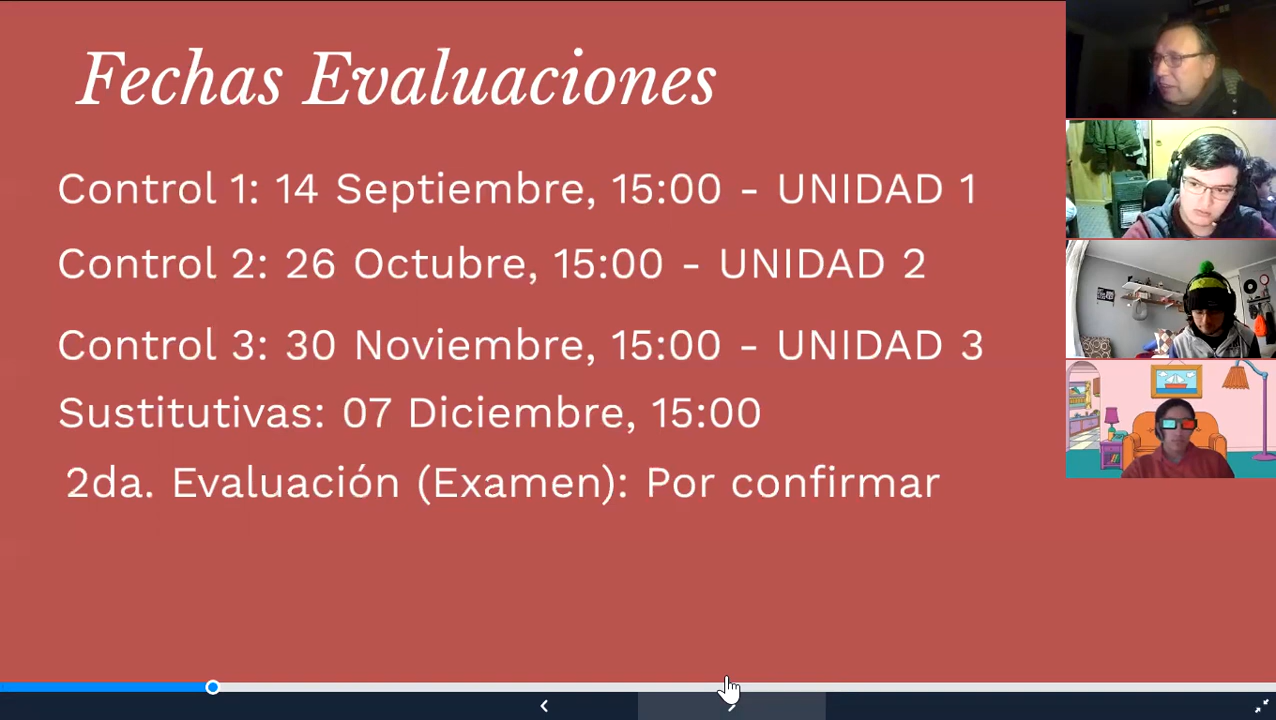 Fechas Evaluaciones
Control 1: 14 Septiembre, 15:00 - UNIDAD 1
Control 2: 26 Octubre, 15:00 - UNIDAD 2
Control 3: 30 Noviembre, 15:00 - UNIDAD 3
Sustitutivas: 07 Diciembre, 15:00
2da. Evaluación (Examen): Por confirmar